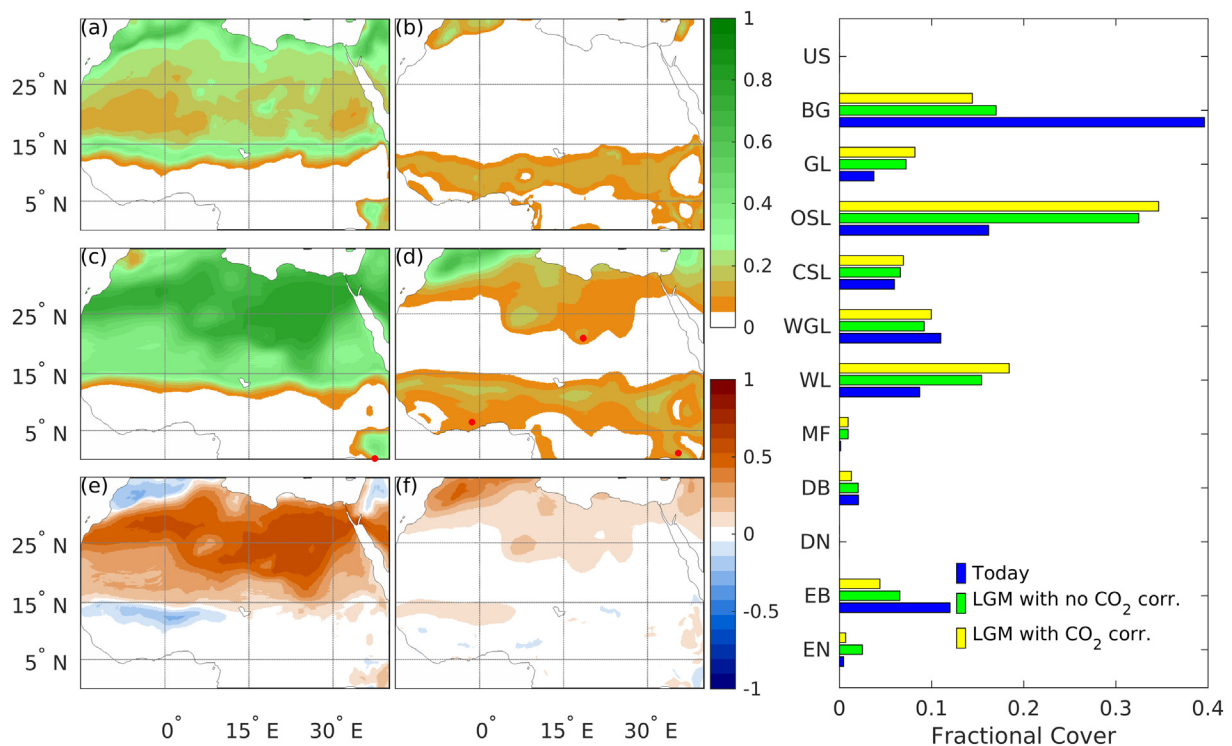 (a)
(b)
25° N
15° N
5° N
1
0.8
0.6
0.4
0.2
0
(c)
(d)
25° N
15° N
5° N
1
0.5
0
-0.5
-1
(e)
(f)
25° N
15° N
5° N
0° 15° E 30° 0° 15° E 30°
US
BG
GL
OSL
CSL
WGL
WL
MF
DB
DN
EB
EN
Today
LGM with no CO₂ corr.
LGM with CO₂ corr.
0 0.1 0.2 0.3 0.4
Fractional Cover